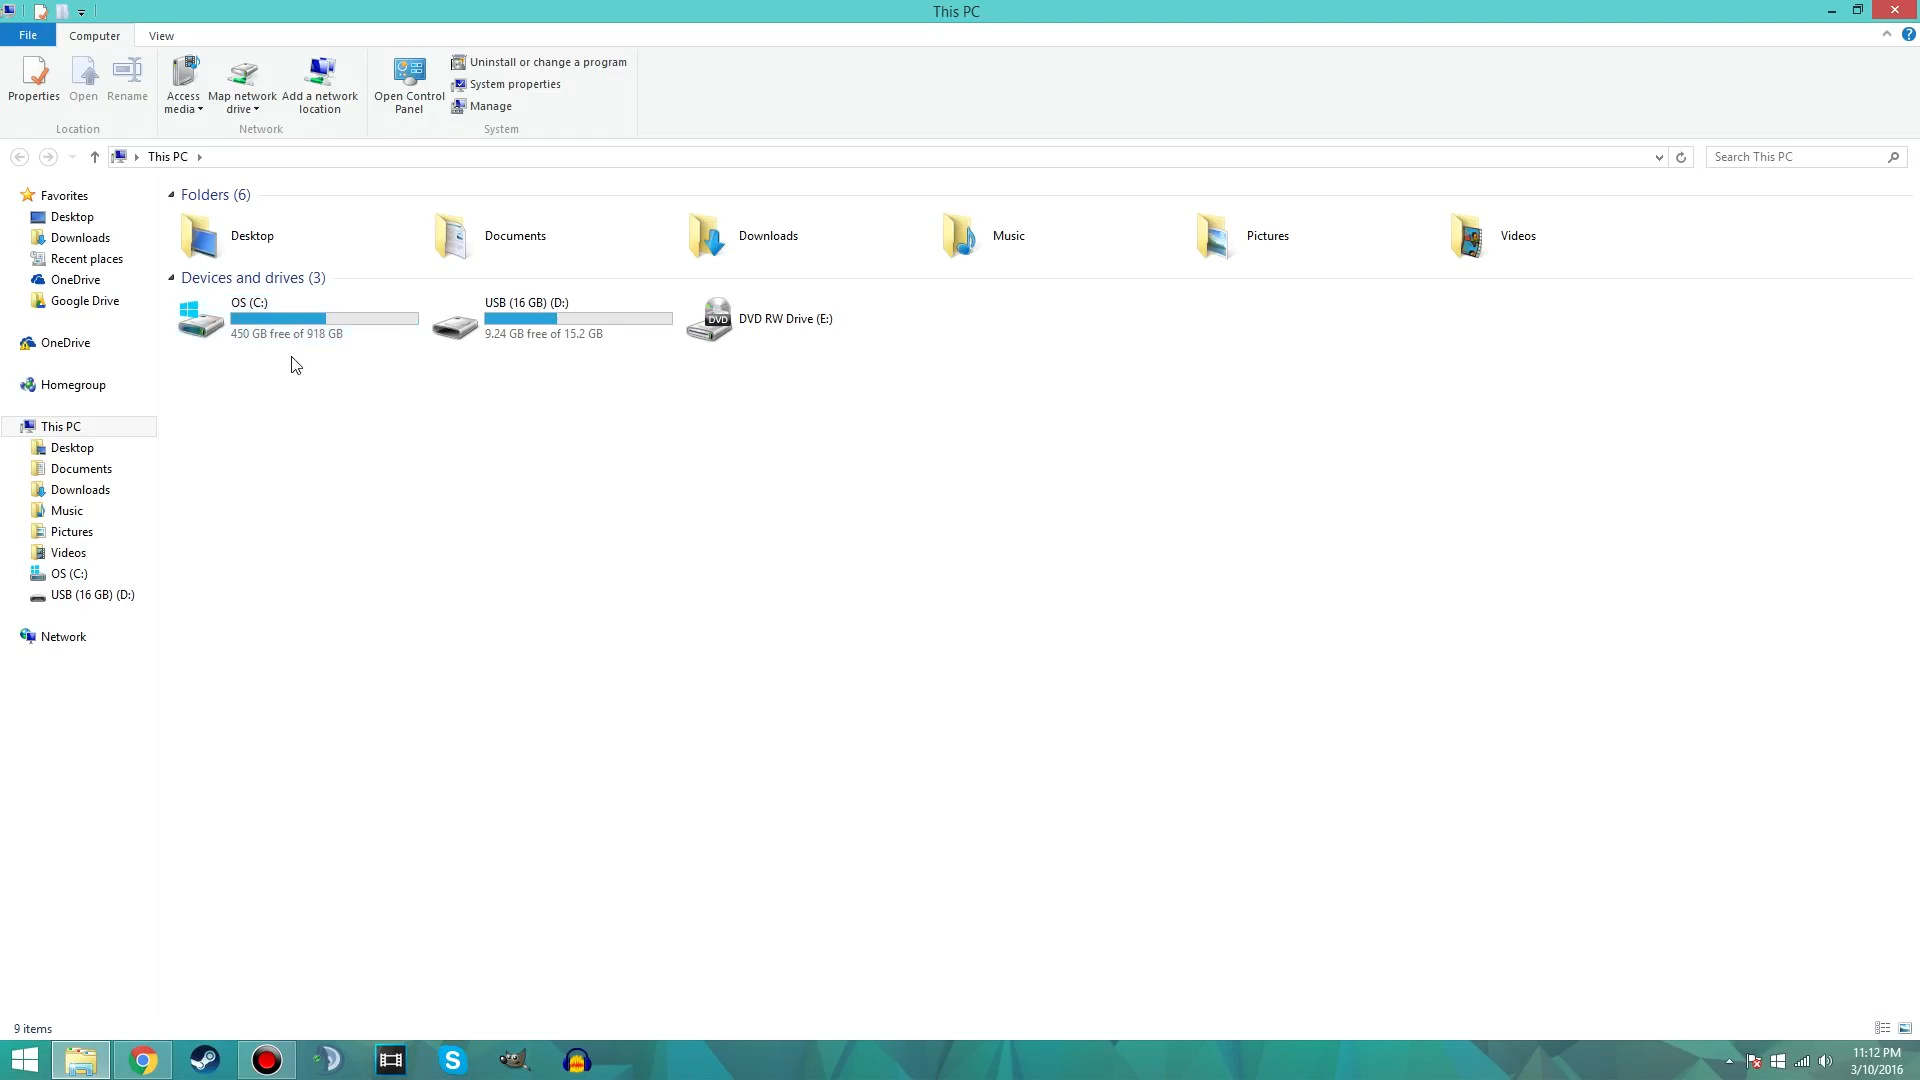 This PC
File
Computer
View
Properties
Open
Rename
Access media
Map network drive
Add a network location
Open Control Panel
Uninstall or change a program
System properties
Manage
Location
Network
System
This PC
Search This PC
Favorites
Desktop
Downloads
Recent places
OneDrive
Google Drive
OneDrive
Homegroup
This PC
Desktop
Documents
Downloads
Music
Pictures
Videos
OS (C:)
USB (16 GB) (D:)
Network
Folders (6)
Desktop
Documents
Downloads
Music
Pictures
Videos
Devices and drives (3)
OS (C:)
450 GB free of 918 GB
USB (16 GB) (D:)
9.24 GB free of 15.2 GB
DVD
DVD RW Drive (E:)
9 items
S
11:12 PM
3/10/2016